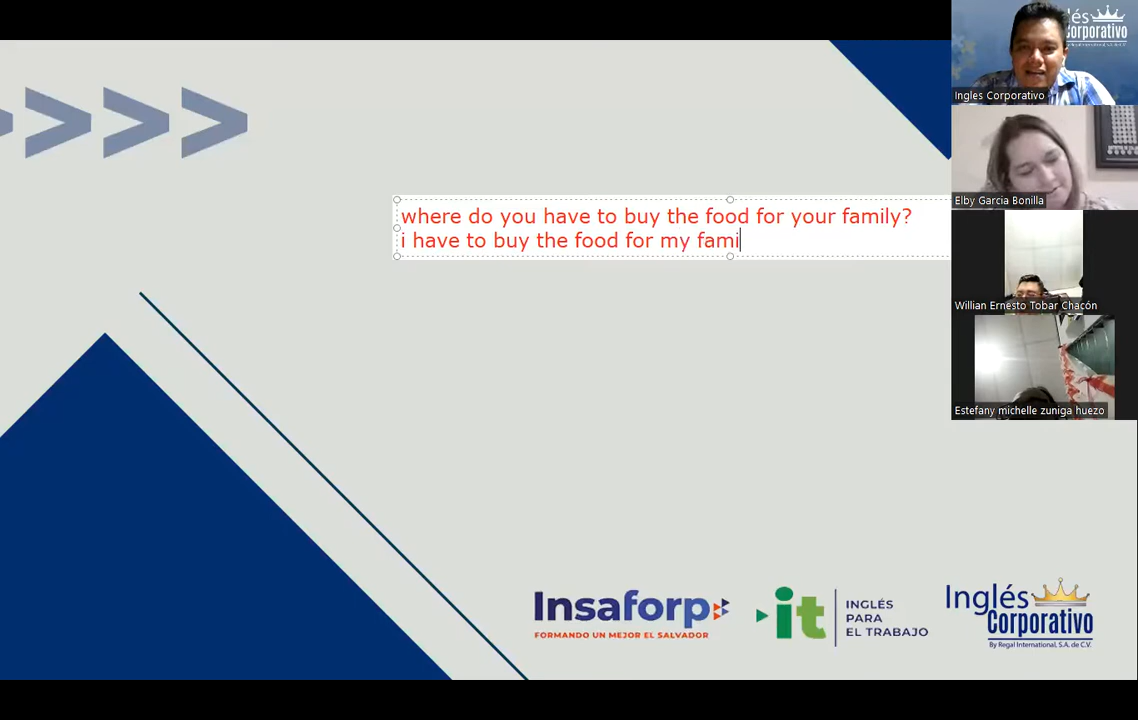 és
orporativo
Ingles Corporativo
Elby Garcia Bonilla
where do you have to buy the food for your family?
i have to buy the food for my fami
Willian Ernesto Tobar Chacón
Estefany michelle zuniga huezo
Insaforp
FORMANDO UN MEJOR EL SALVADOR
it
INGLÉS
PARA
EL TRABAJO
Inglés
Corporativo
By Regal International, S.A. de C.V.